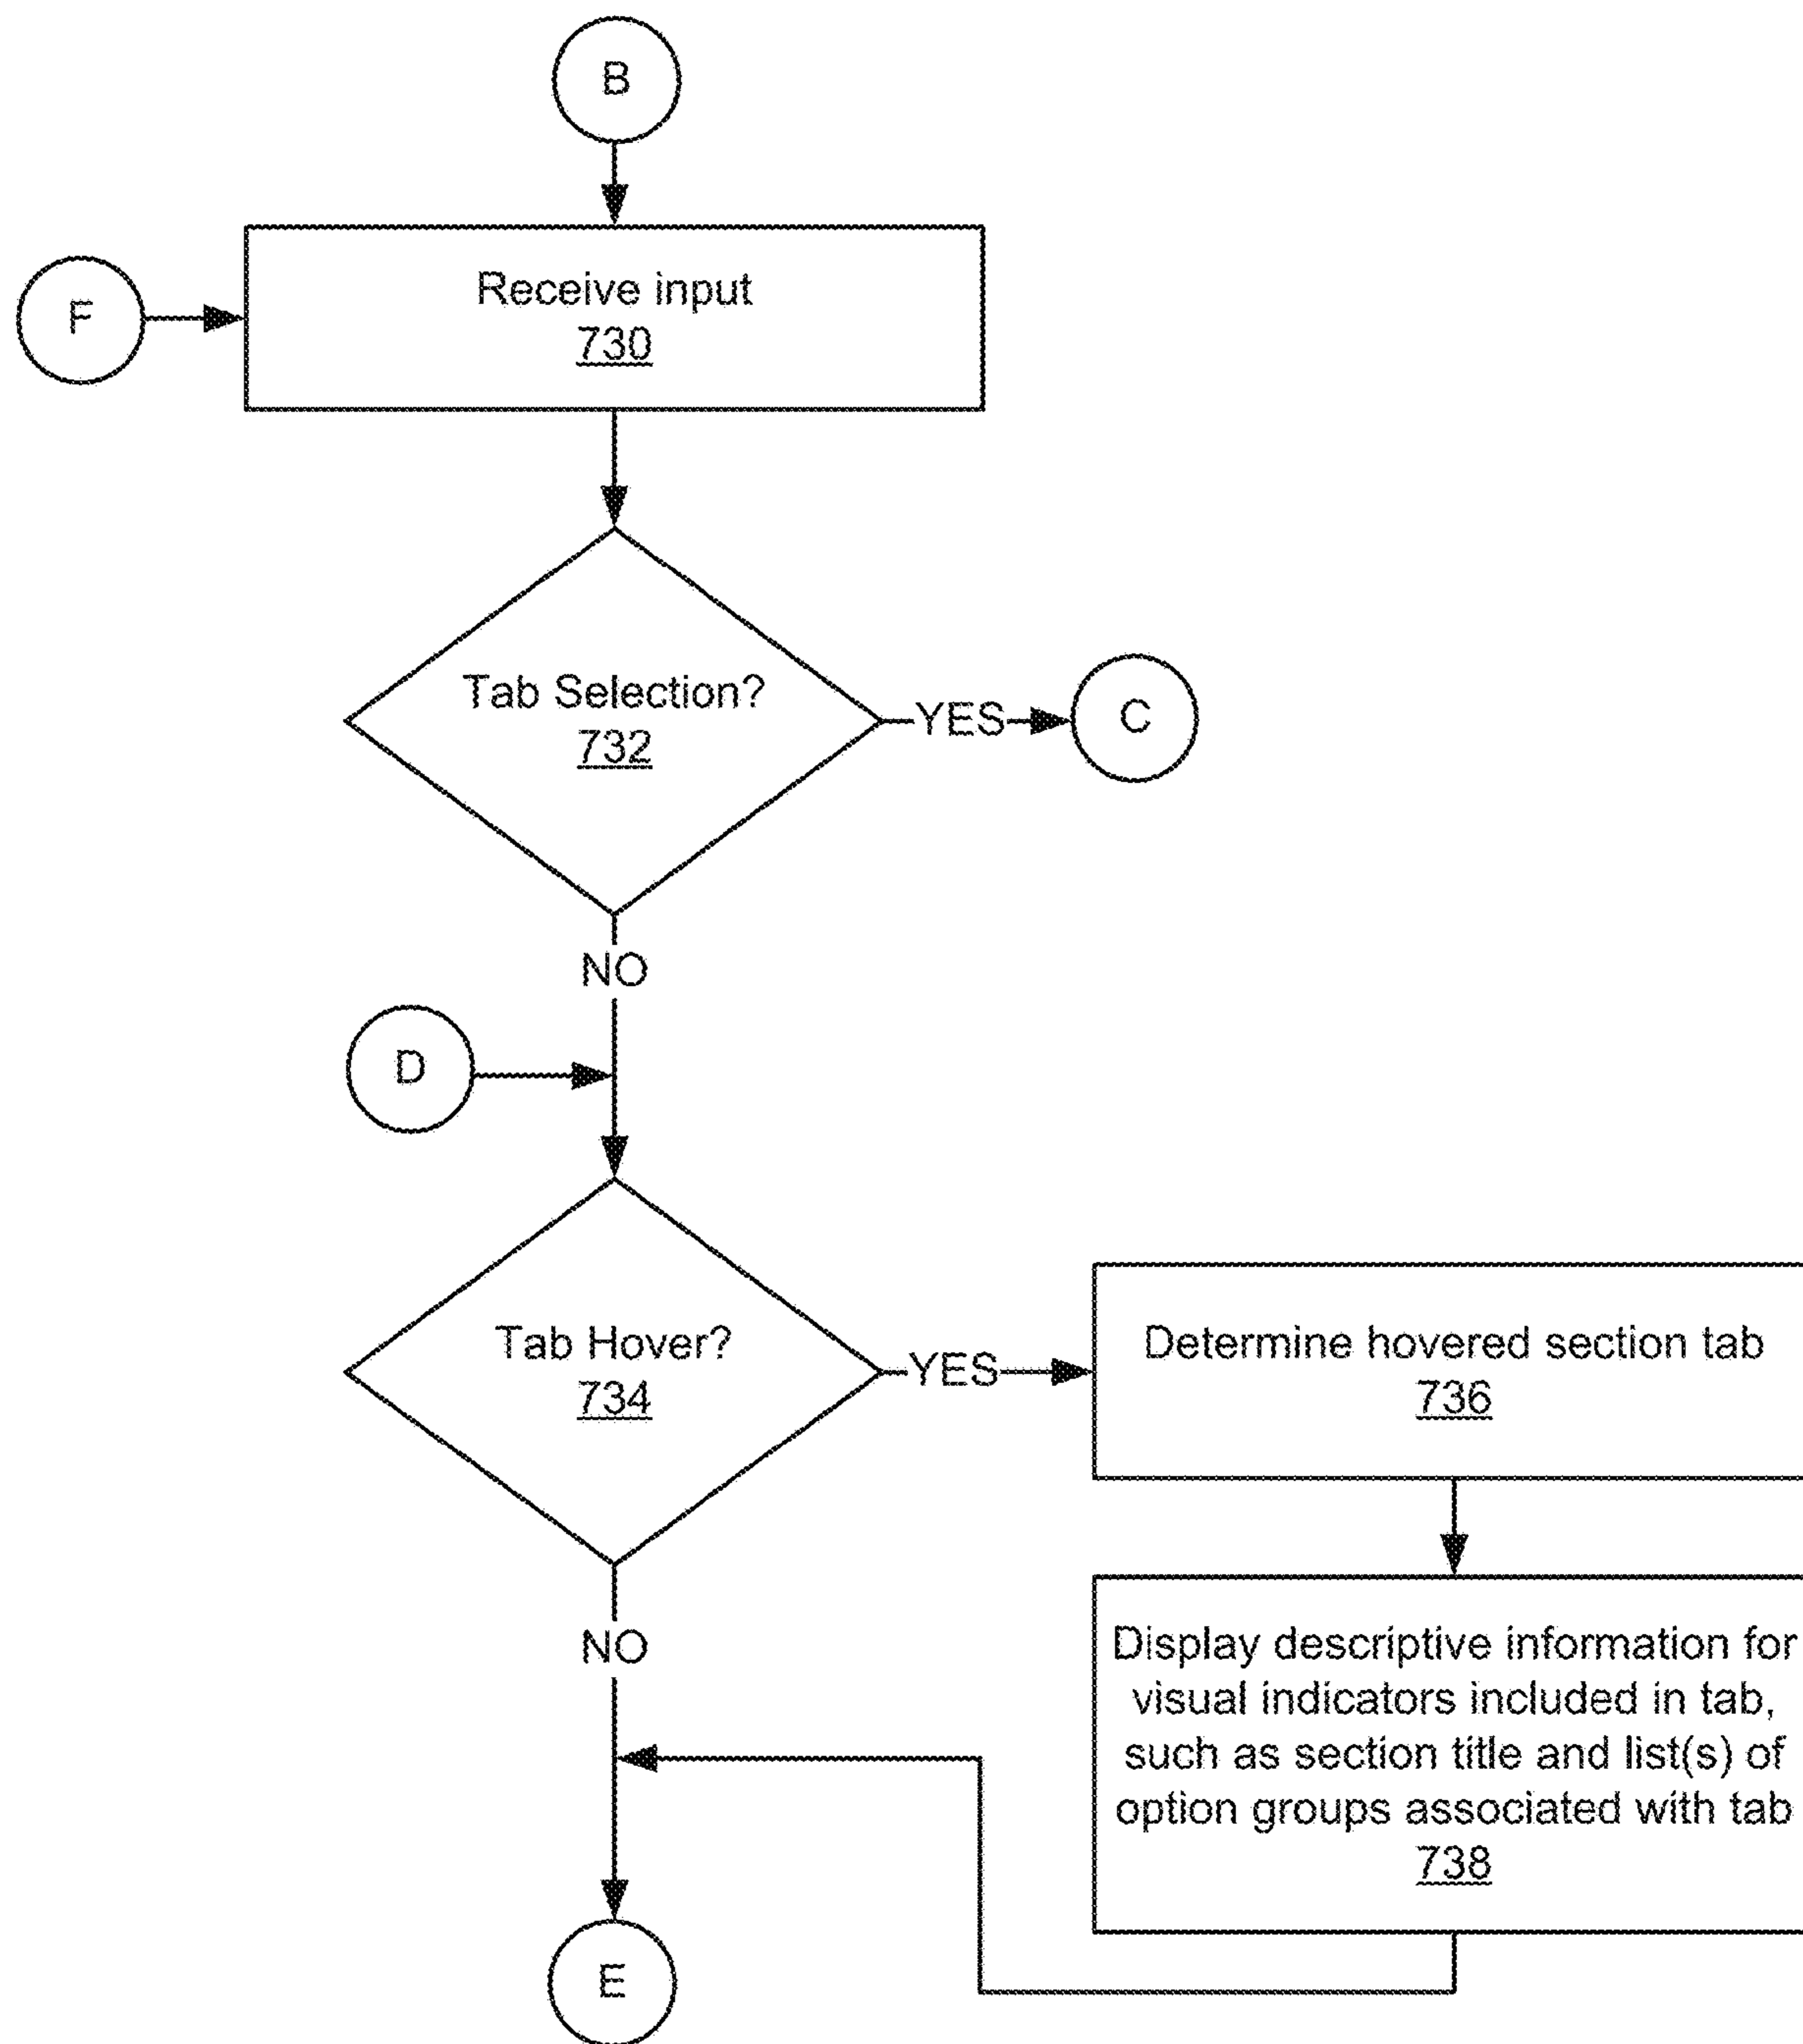 B
F
Receive input
730
Tab Selection?
732
YES
C
NO
D
Tab Hover?
734
YES
Determine hovered section tab
736
NO
Display descriptive information for
visual indicators included in tab,
such as section title and list(s) of
option groups associated with tab
738
E